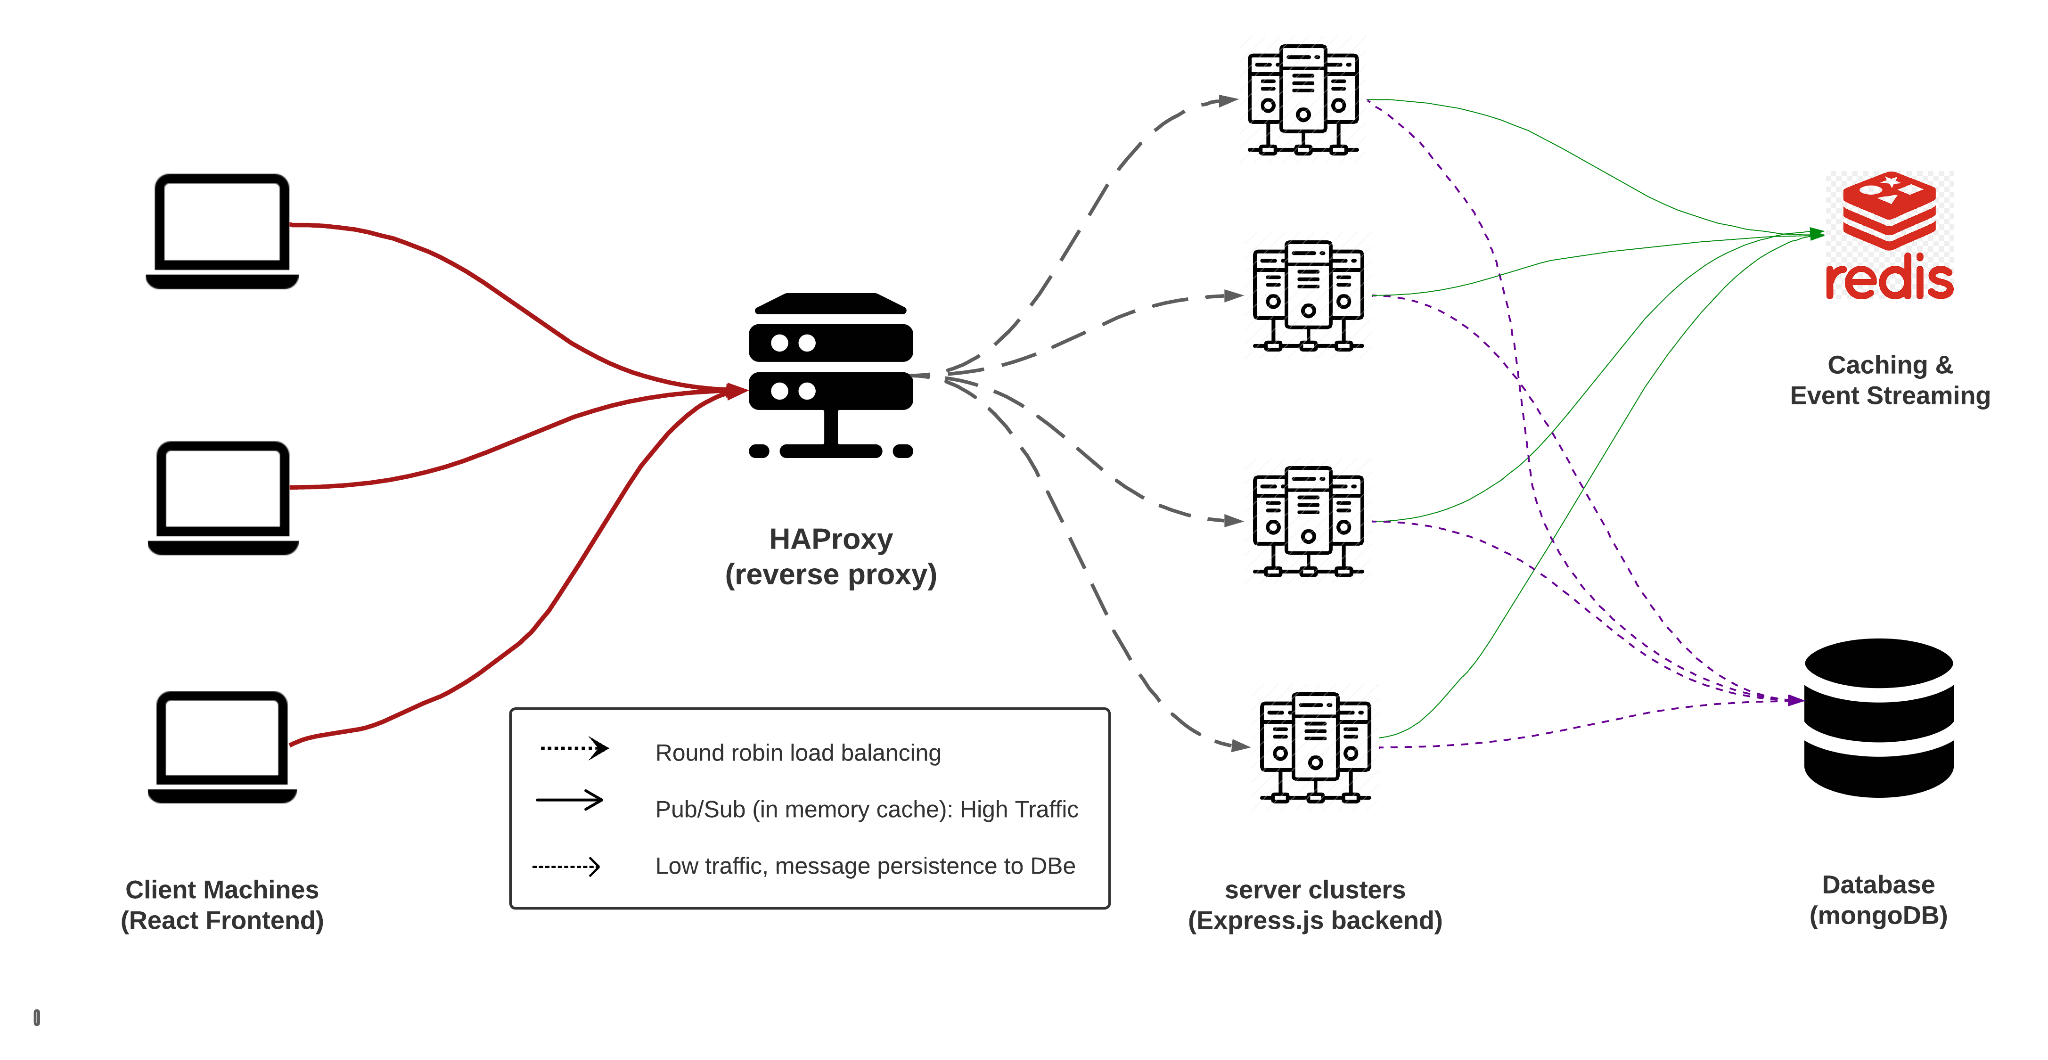 redis
Caching &
Event Streaming
HAProxy
(reverse proxy)
Round robin load balancing
Pub/Sub (in memory cache): High Traffic
Low traffic, message persistence to DBe
Client Machines
(React Frontend)
server clusters
(Express.js backend)
Database
(mongoDB)